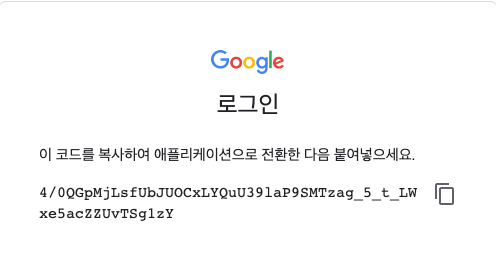 Google
로그인
이 코드를 복사하여 애플리케이션으로 전환한 다음 붙여넣으세요.
4/0QGpMjLsfUbJUOCxLYQuU39laP9SMTzag_5_t_LW
xe5acZZUvTSg1zY